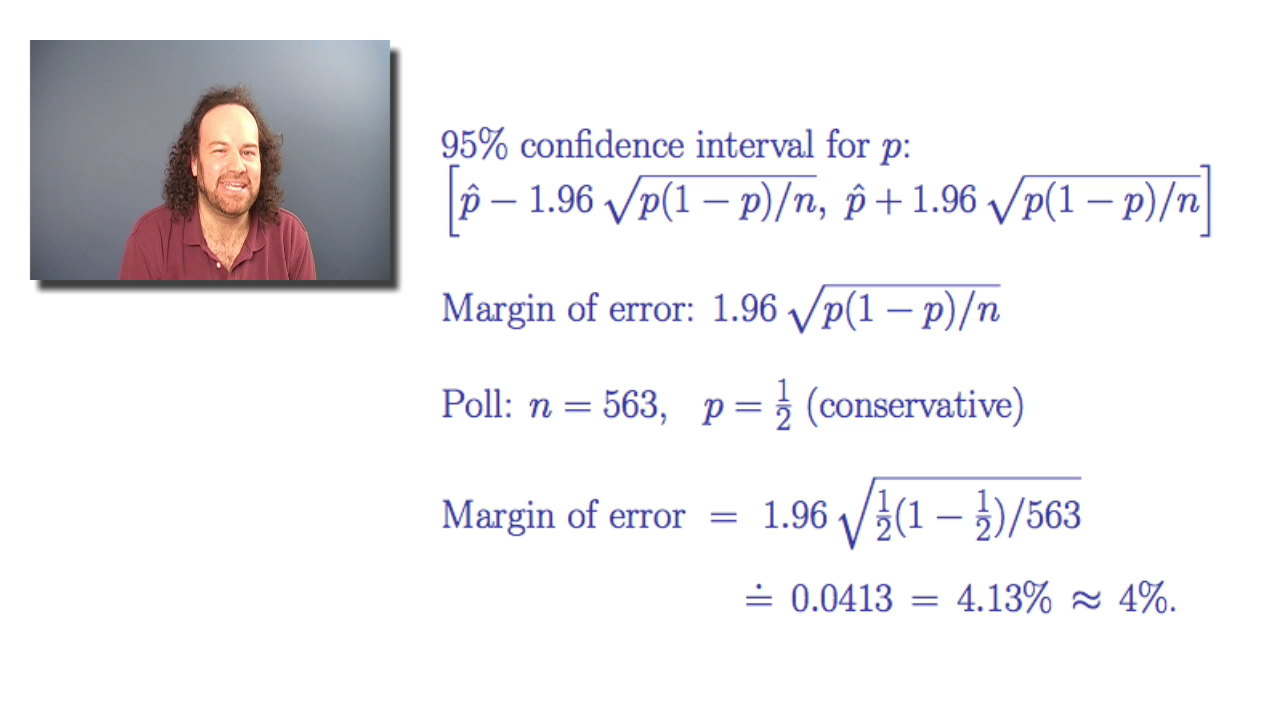 95% confidence interval for p:
[p̂ − 1.96 √(p(1 − p)/n), p̂ + 1.96 √(p(1 − p)/n)]
Margin of error: 1.96 √(p(1 − p)/n)
Poll: n = 563, p = 1/2 (conservative)
Margin of error = 1.96 √(1/2(1 − 1/2)/563)
≐ 0.0413 = 4.13% ≈ 4%.